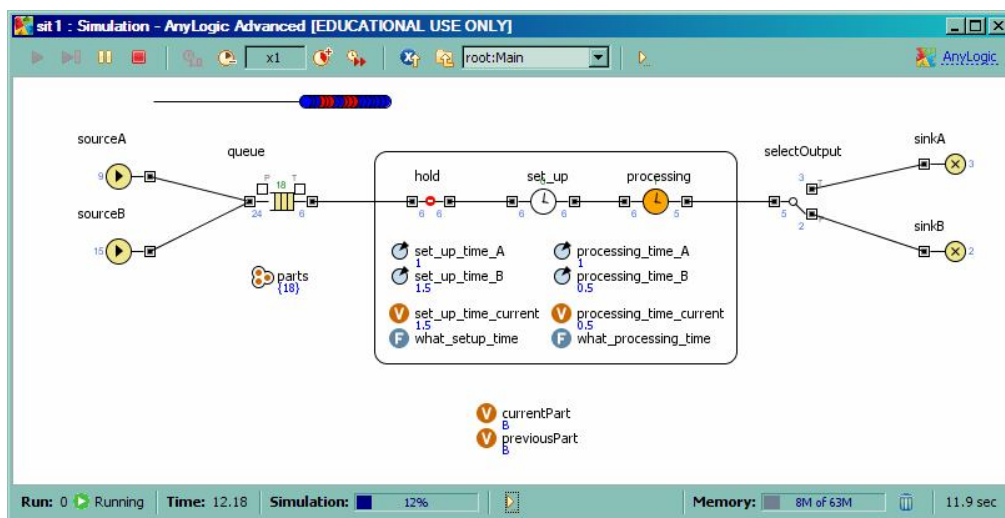 sit1 : Simulation - AnyLogic Advanced [EDUCATIONAL USE ONLY]
x1 root:Main AnyLogic
sourceA
9
sourceB
15
queue
P T
18
24 6
parts
{18}
hold
6 6
set_up
0
6 6
processing
1
6 5
set_up_time_A
1
set_up_time_B
1.5
set_up_time_current
1.5
what_setup_time
processing_time_A
1
processing_time_B
0.5
processing_time_current
0.5
what_processing_time
selectOutput
3 T
5
2 F
sinkA
3
sinkB
2
currentPart
B
previousPart
B
Run: 0 Running Time: 12.18 Simulation: 12% Memory: 8M of 63M 11.9 sec